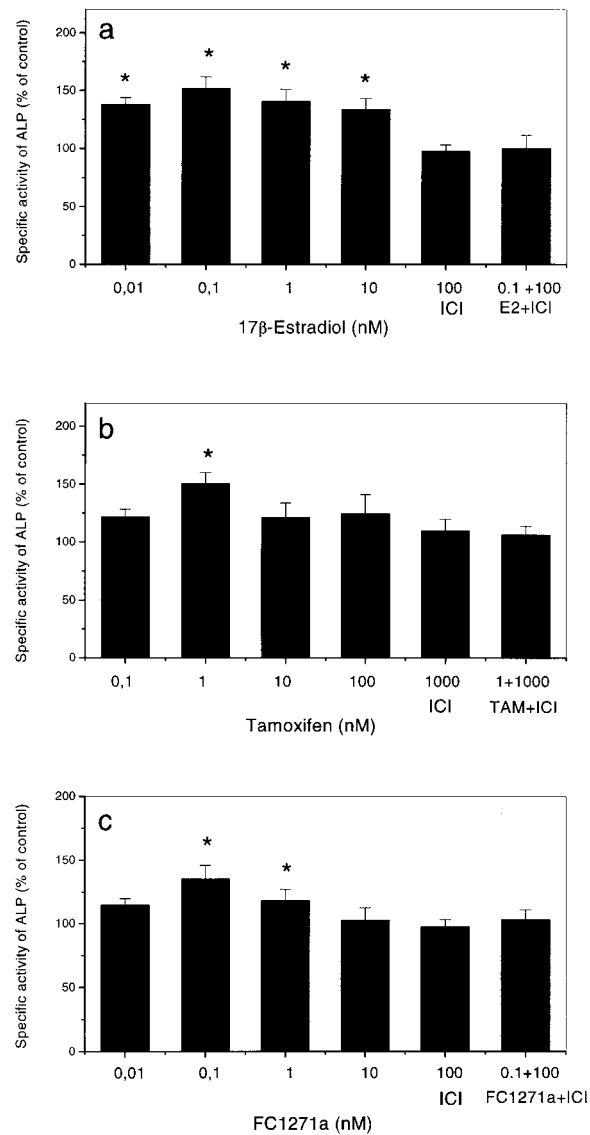 a
Specific activity of ALP (% of control)
200
150
100
50
0
* * * *
0,01 0,1 1 10 100 0.1 +100
ICI E2+ICI
17β-Estradiol (nM)
b
Specific activity of ALP (% of control)
200
150
100
50
0
*
0,1 1 10 100 1000 1+1000
ICI TAM+ICI
Tamoxifen (nM)
c
Specific activity of ALP (% of control)
200
150
100
50
0
* *
0,01 0,1 1 10 100 0.1+100
ICI FC1271a+ICI
FC1271a (nM)